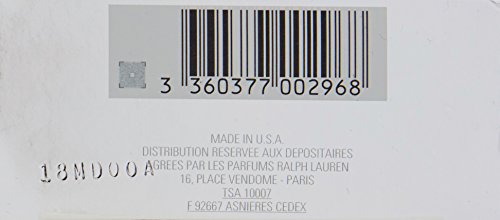 3 360377 002968
MADE IN U.S.A.
DISTRIBUTION RESERVEE AUX DEPOSITAIRES
AGREES PAR LES PARFUMS RALPH LAUREN
16, PLACE VENDOME - PARIS
TSA 10007
F 92667 ASNIERES CEDEX
18MD00A